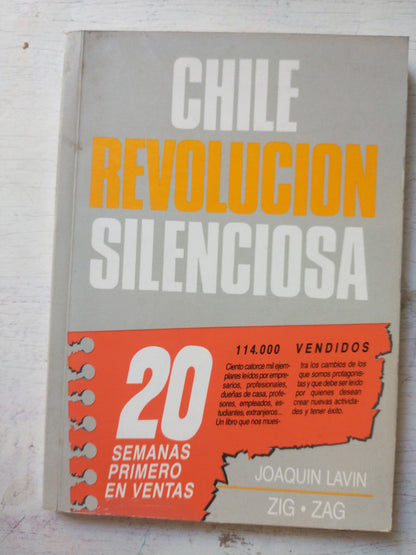 CHILE
REVOLUCION
SILENCIOSA
20
SEMANAS
PRIMERO
EN VENTAS
114.000 VENDIDOS
Ciento catorce mil ejem-
plares leídos por empre-
sarios, profesionales,
dueñas de casa, profe-
sores, empleados, es-
tudiantes, extranjeros...
Un libro que nos mues-
tra los cambios de los
que somos protagonis-
tas y que debe ser leído
por quienes desean
crear nuevas activida-
des y tener éxito.
JOAQUIN LAVIN
ZIG • ZAG